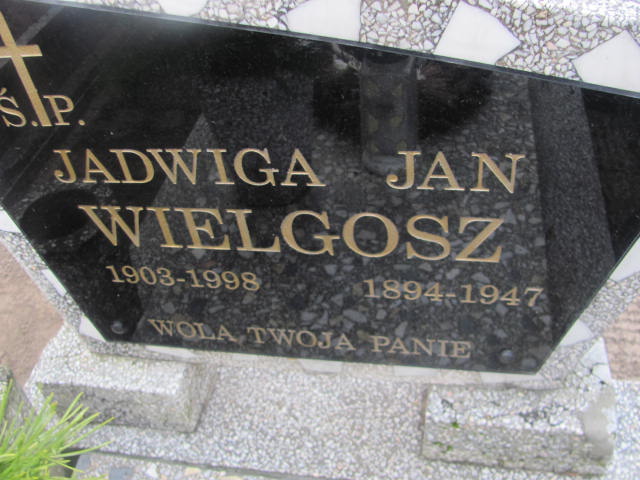 Ś.P.
JADWIGA JAN
WIELGOSZ
1903-1998 1894-1947
WOLA TWOJA PANIE